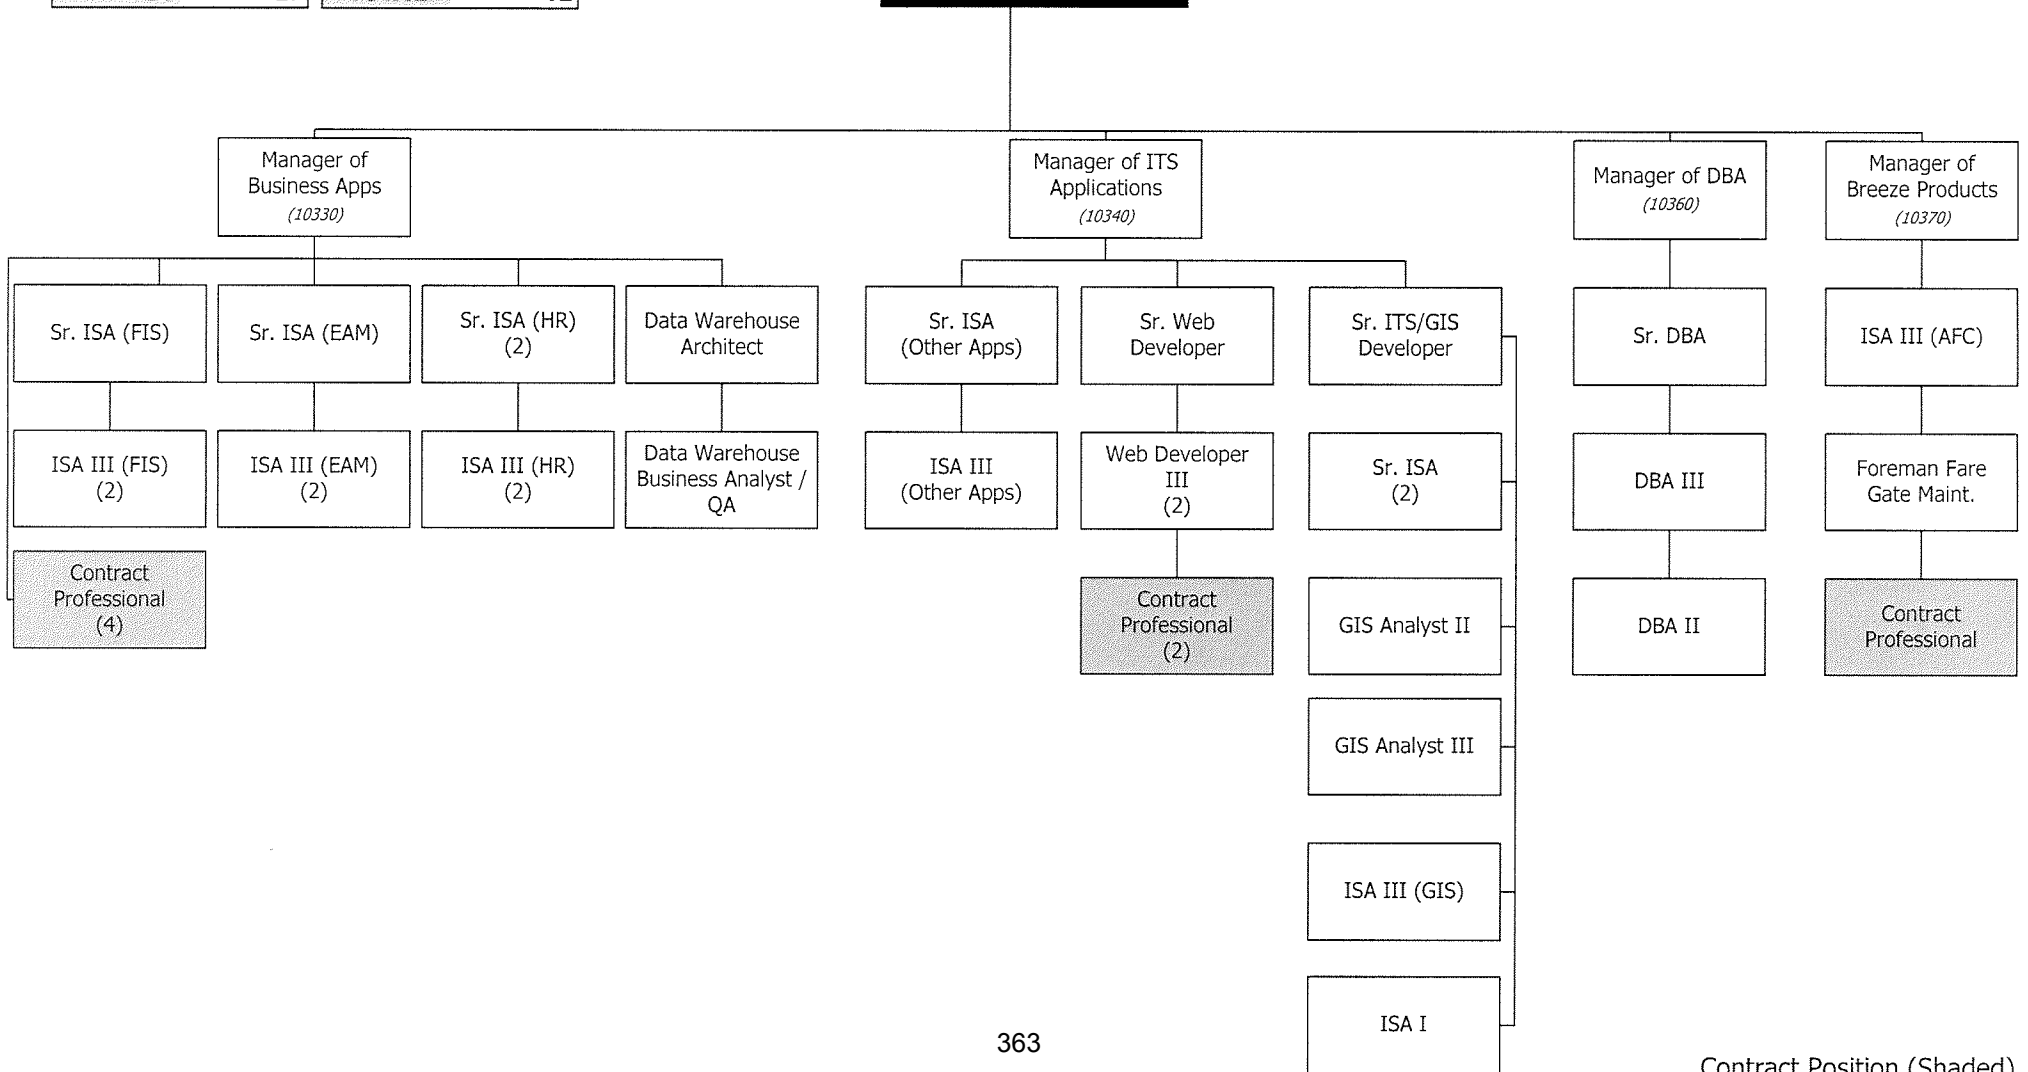 Manager of
Business Apps
(10330)
Manager of ITS
Applications
(10340)
Manager of DBA
(10360)
Manager of
Breeze Products
(10370)
Sr. ISA (FIS)
Sr. ISA (EAM)
Sr. ISA (HR)
(2)
Data Warehouse
Architect
Sr. ISA
(Other Apps)
Sr. Web
Developer
Sr. ITS/GIS
Developer
Sr. DBA
ISA III (AFC)
ISA III (FIS)
(2)
ISA III (EAM)
(2)
ISA III (HR)
(2)
Data Warehouse
Business Analyst /
QA
ISA III
(Other Apps)
Web Developer
III
(2)
Sr. ISA
(2)
DBA III
Foreman Fare
Gate Maint.
Contract
Professional
(4)
Contract
Professional
(2)
GIS Analyst II
DBA II
Contract
Professional
GIS Analyst III
ISA III (GIS)
ISA I
363
Contract Position (Shaded)